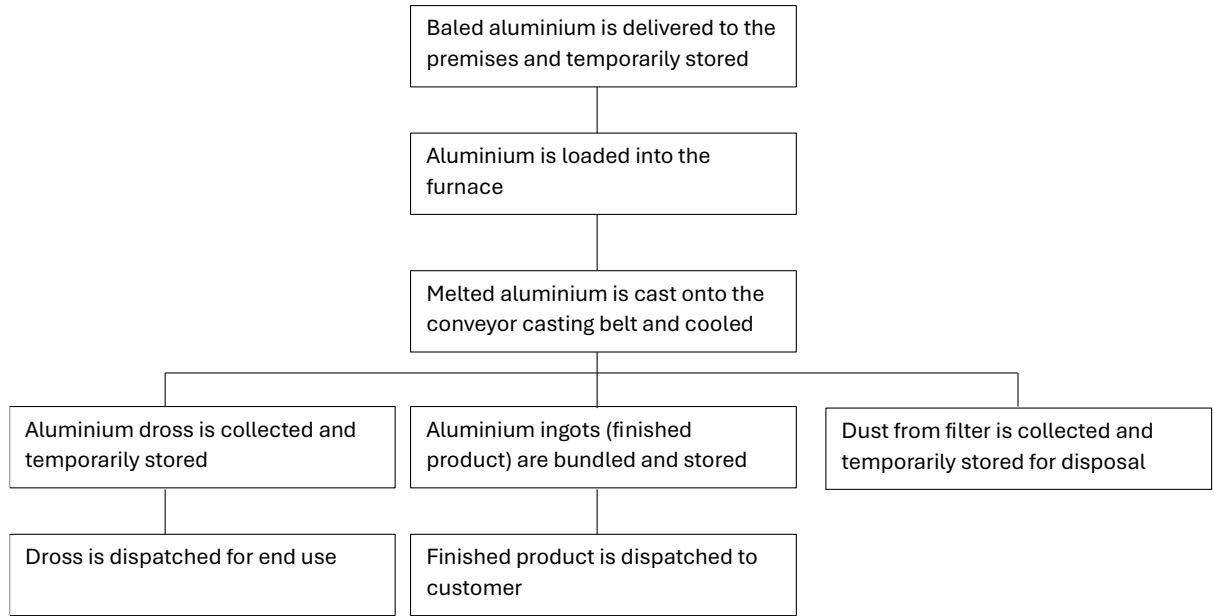 Baled aluminium is delivered to the
premises and temporarily stored
Aluminium is loaded into the
furnace
Melted aluminium is cast onto the
conveyor casting belt and cooled
Aluminium dross is collected and
temporarily stored
Aluminium ingots (finished
product) are bundled and stored
Dust from filter is collected and
temporarily stored for disposal
Dross is dispatched for end use
Finished product is dispatched to
customer